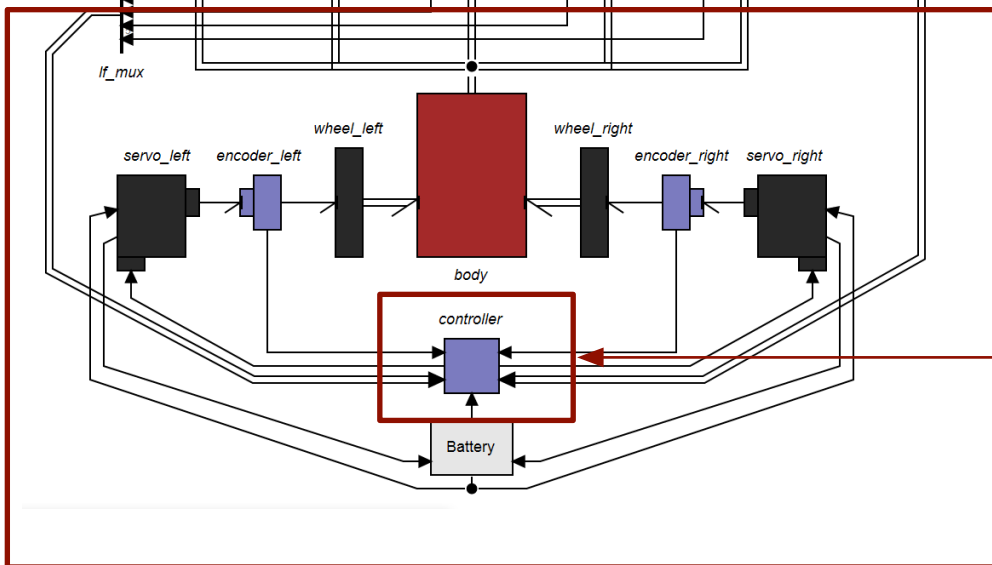 lf_mux
wheel_left
wheel_right
servo_left
encoder_left
encoder_right
servo_right
body
controller
Battery